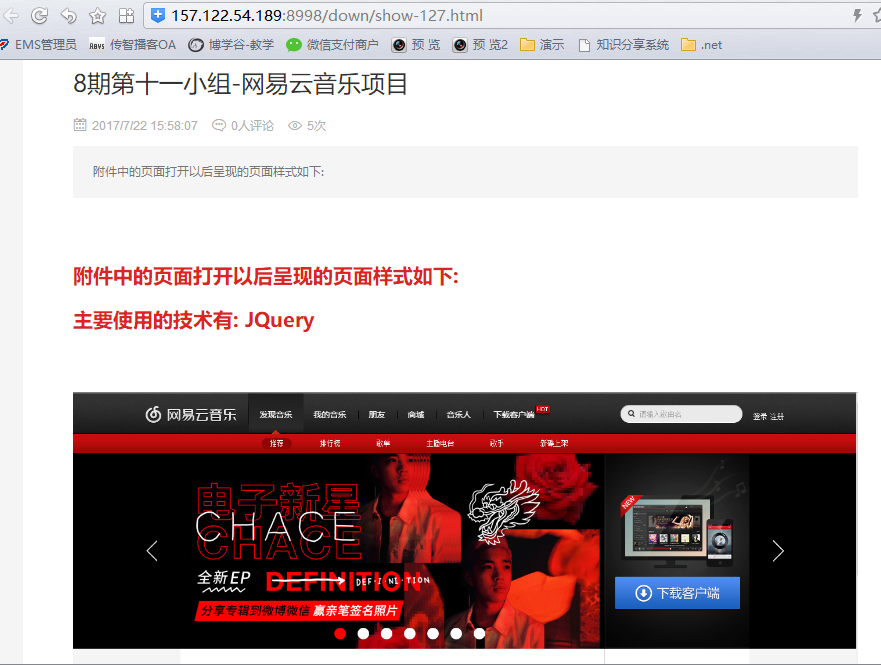 157.122.54.189:8998/down/show-127.html
EMS管理员 传智播客OA 博学谷-教学 微信支付商户 预 览 预 览2 演示 知识分享系统 .net
8期第十一小组-网易云音乐项目
2017/7/22 15:58:07 0人评论 5次
附件中的页面打开以后呈现的页面样式如下:
附件中的页面打开以后呈现的页面样式如下:
主要使用的技术有: JQuery
网易云音乐 发现音乐 我的音乐 朋友 商城 音乐人 下载客户端 HOT 请输入歌曲名 登录 注册
推荐 排行榜 歌单 主题电台 歌手 新碟上架
电子新星
CHACE
CHACE
全新EP DEFINITION DEF·I·NI·TION
分享专辑到微博微信 赢亲笔签名照片
NEW
下载客户端